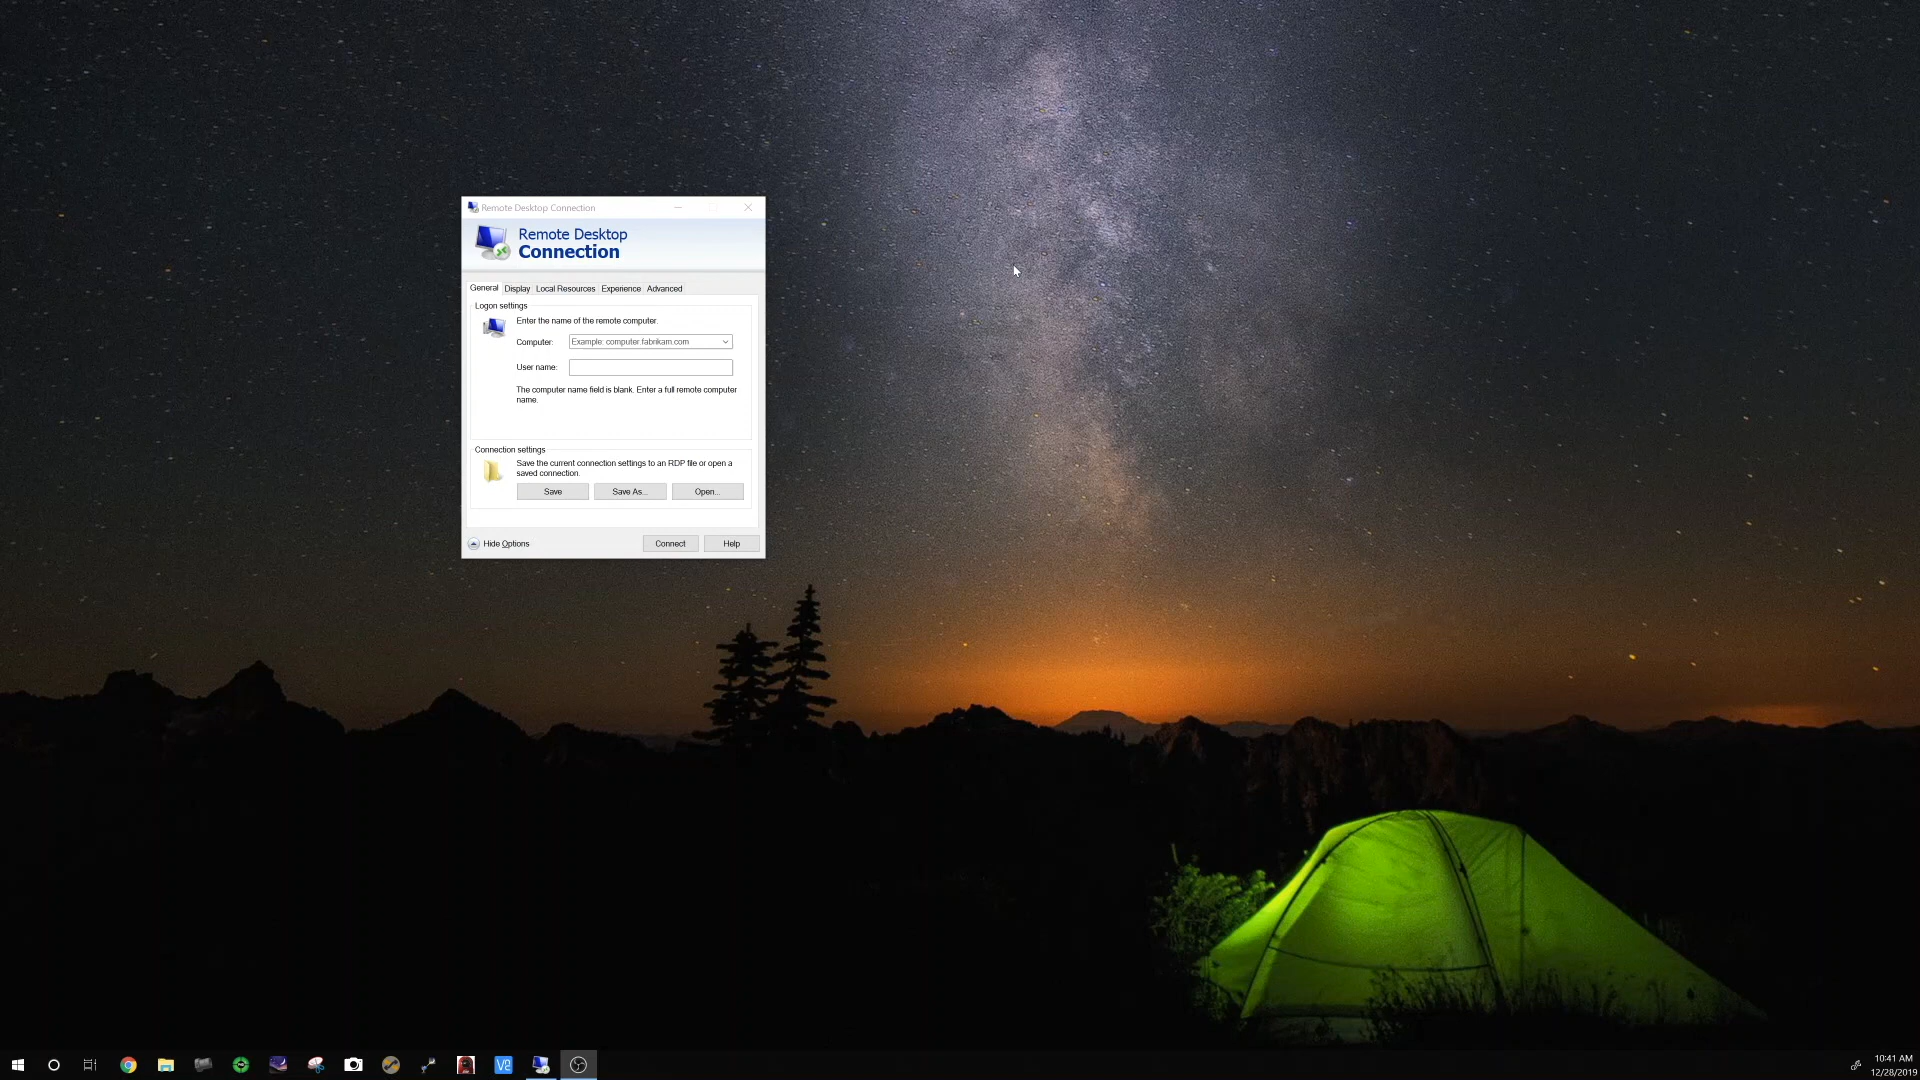 Remote Desktop Connection
Remote Desktop
Connection
General Display Local Resources Experience Advanced
Logon settings
Enter the name of the remote computer.
Computer: Example: computer.fabrikam.com
User name:
The computer name field is blank. Enter a full remote computer
name.
Connection settings
Save the current connection settings to an RDP file or open a
saved connection.
Save Save As... Open...
Hide Options Connect Help
10:41 AM
12/28/2019